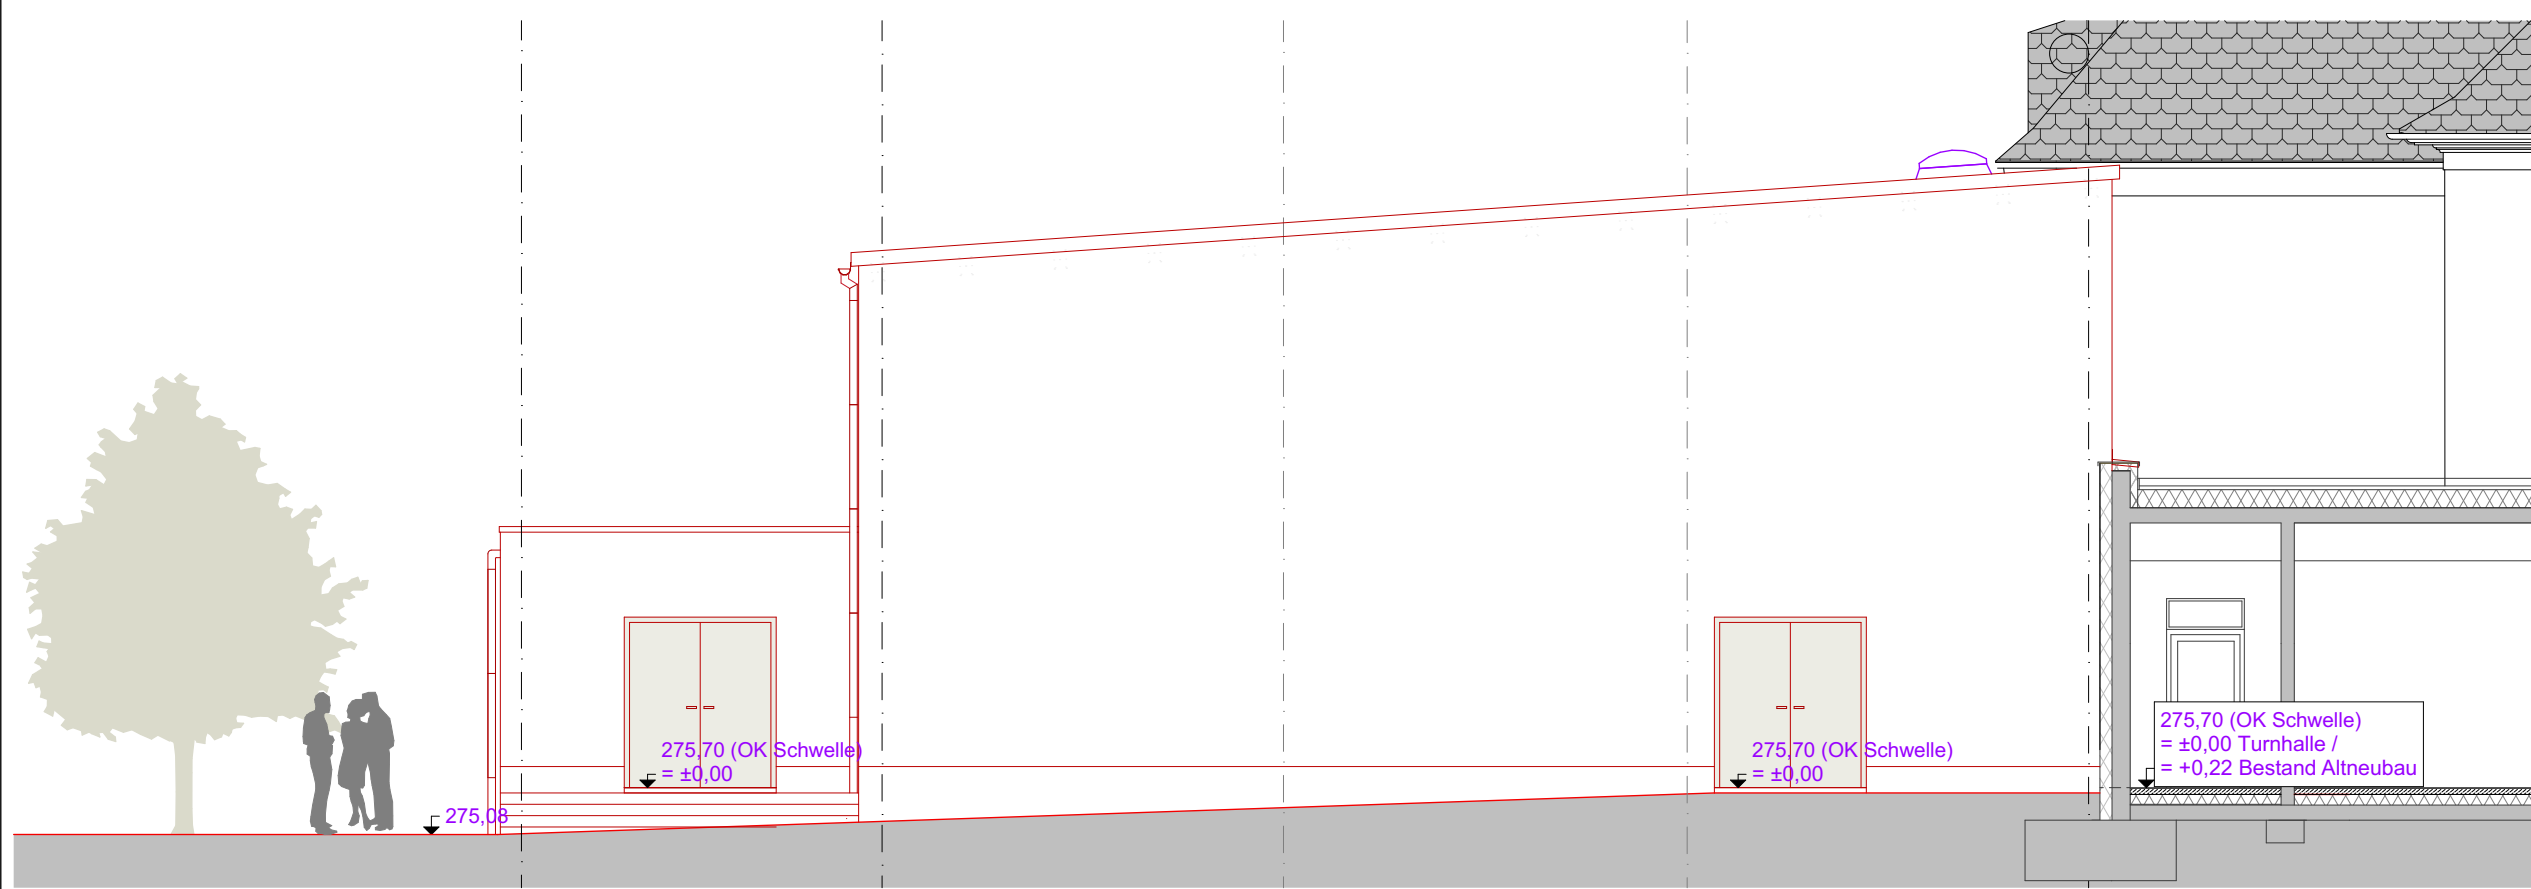 275,70 (OK Schwelle)
= ±0,00 Turnhalle /
= +0,22 Bestand Altneubau
275,70 (OK Schwelle)
= ±0,00
275,70 (OK Schwelle)
= ±0,00
275,08